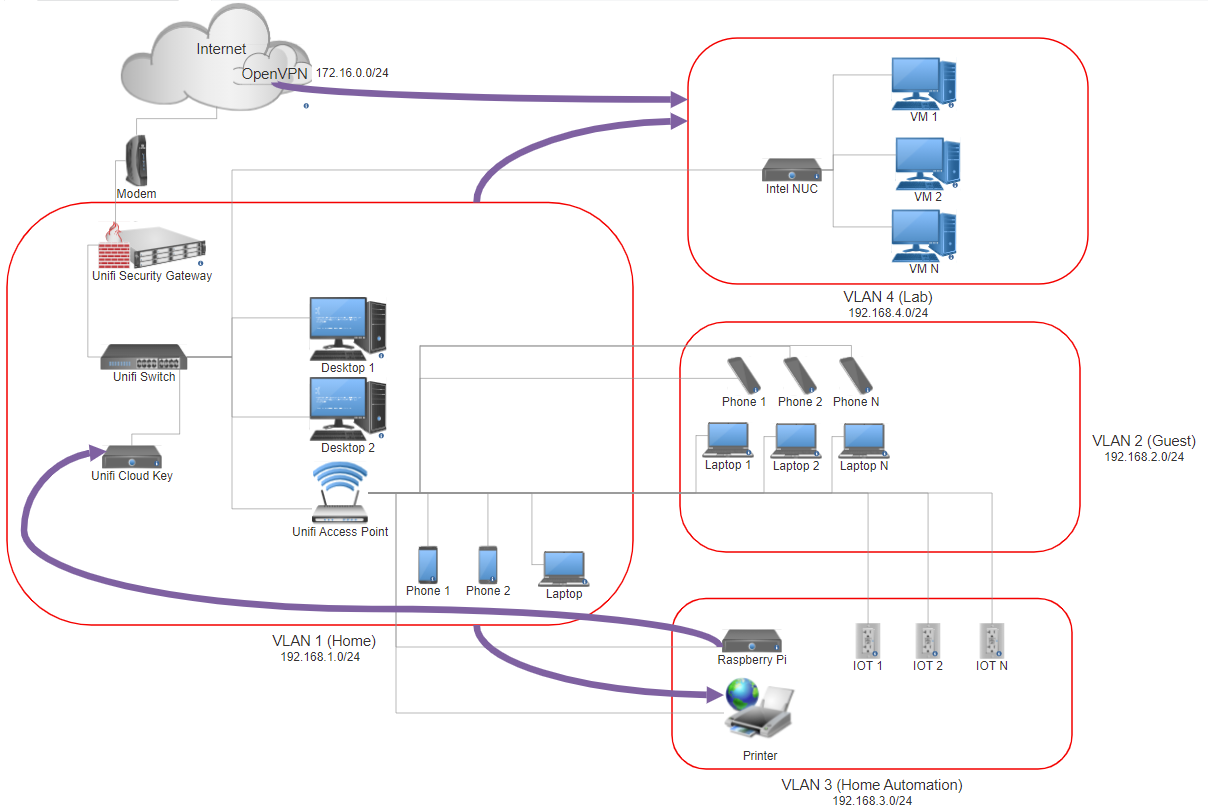 Internet
OpenVPN
172.16.0.0/24
Modem
Unifi Security Gateway
Unifi Switch
Unifi Cloud Key
Desktop 1
Desktop 2
Unifi Access Point
Phone 1
Phone 2
Laptop
VLAN 1 (Home)
192.168.1.0/24
Intel NUC
VM 1
VM 2
VM N
VLAN 4 (Lab)
192.168.4.0/24
Phone 1
Phone 2
Phone N
Laptop 1
Laptop 2
Laptop N
VLAN 2 (Guest)
192.168.2.0/24
Raspberry Pi
IOT 1
IOT 2
IOT N
Printer
VLAN 3 (Home Automation)
192.168.3.0/24